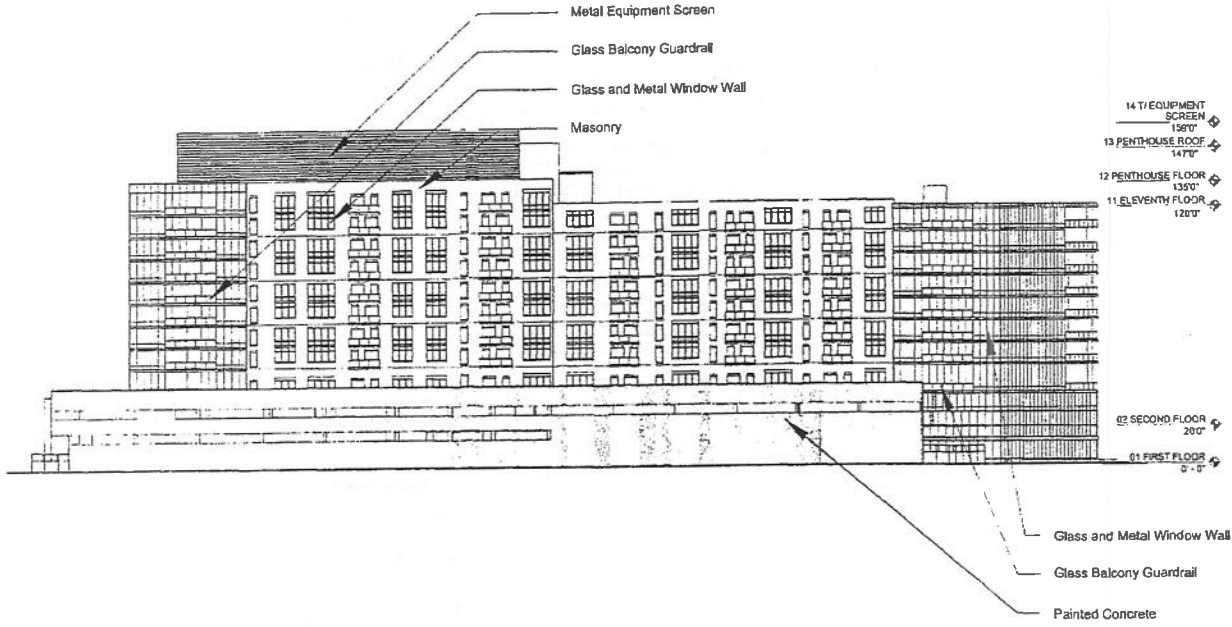 Metal Equipment Screen
Glass Balcony Guardrail
Glass and Metal Window Wall
Masonry
14 T/ EQUIPMENT
SCREEN
158'0"
13 PENTHOUSE ROOF
147'0"
12 PENTHOUSE FLOOR
135'0"
11 ELEVENTH FLOOR
120'0"
02 SECOND FLOOR
20'0"
01 FIRST FLOOR
0' - 0"
Glass and Metal Window Wall
Glass Balcony Guardrail
Painted Concrete